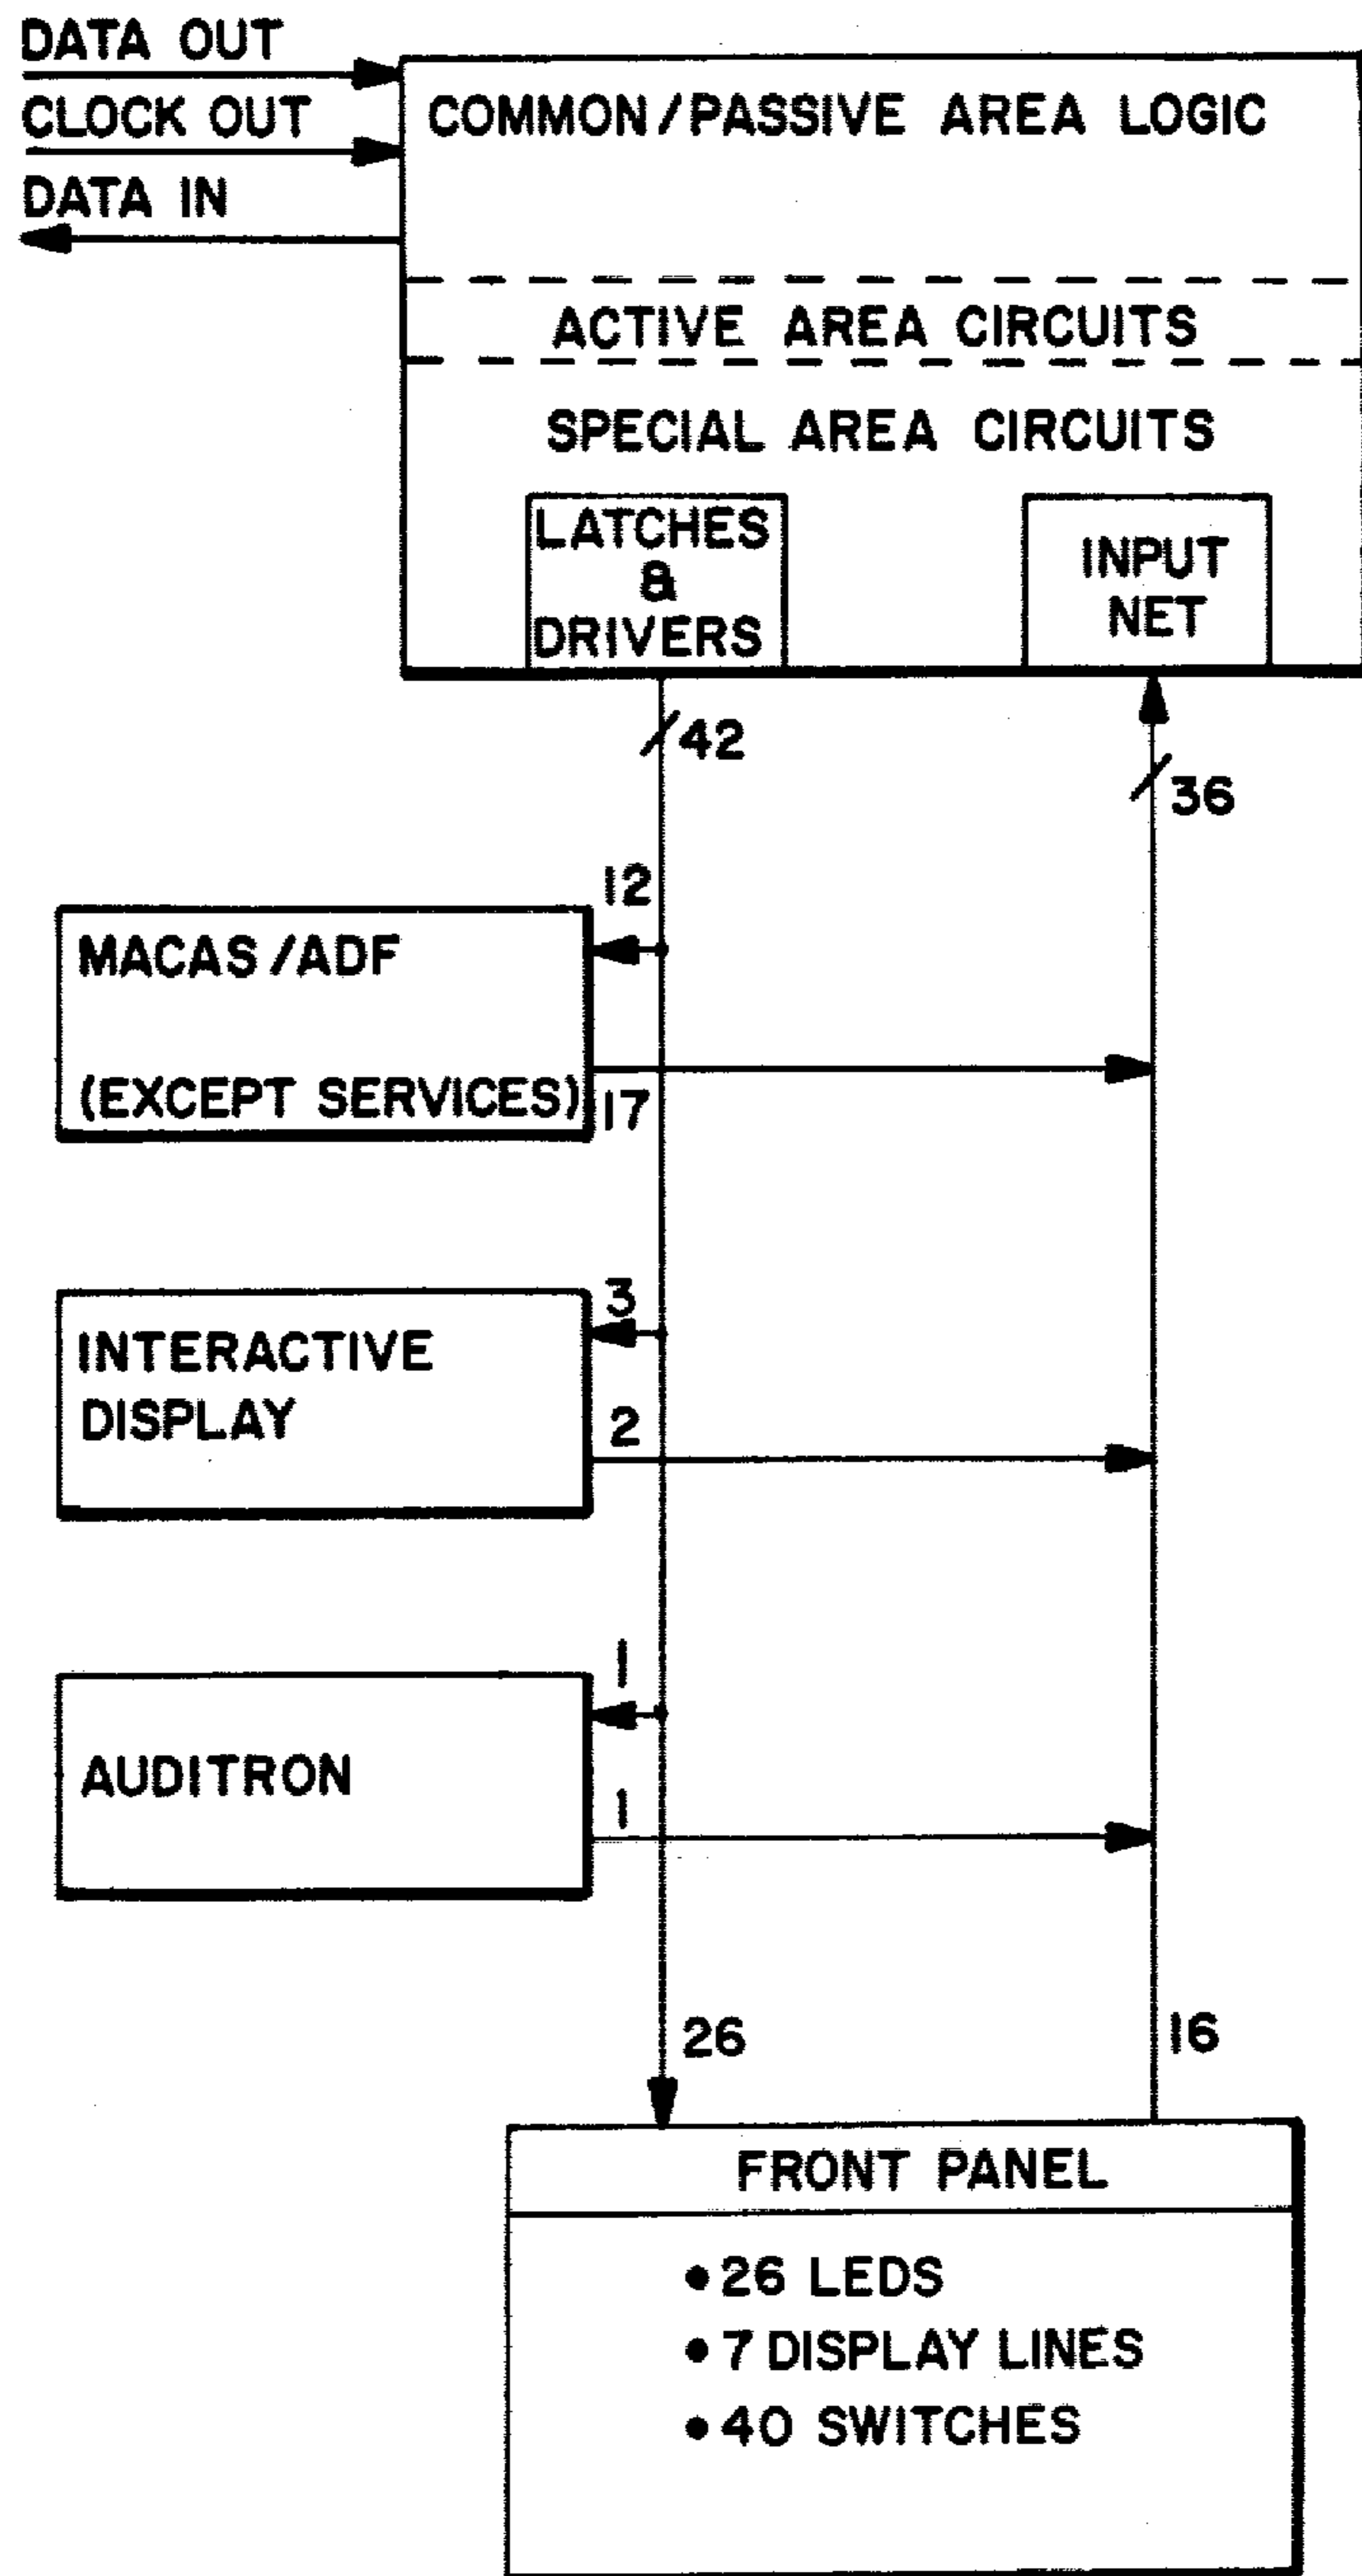 DATA OUT
CLOCK OUT
DATA IN
COMMON/PASSIVE AREA LOGIC
ACTIVE AREA CIRCUITS
SPECIAL AREA CIRCUITS
LATCHES
&
DRIVERS
INPUT
NET
42
36
12
MACAS/ADF
(EXCEPT SERVICES)
17
3
INTERACTIVE
DISPLAY
2
1
AUDITRON
1
26
16
FRONT PANEL
• 26 LEDS
• 7 DISPLAY LINES
• 40 SWITCHES